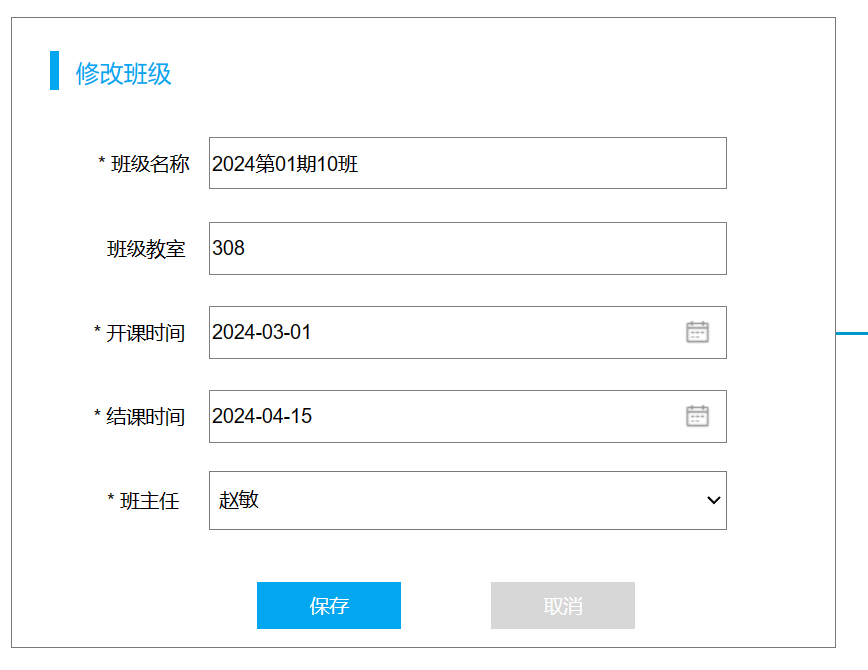 修改班级
* 班级名称 2024第01期10班
班级教室 308
* 开课时间 2024-03-01
* 结课时间 2024-04-15
* 班主任 赵敏
保存 取消